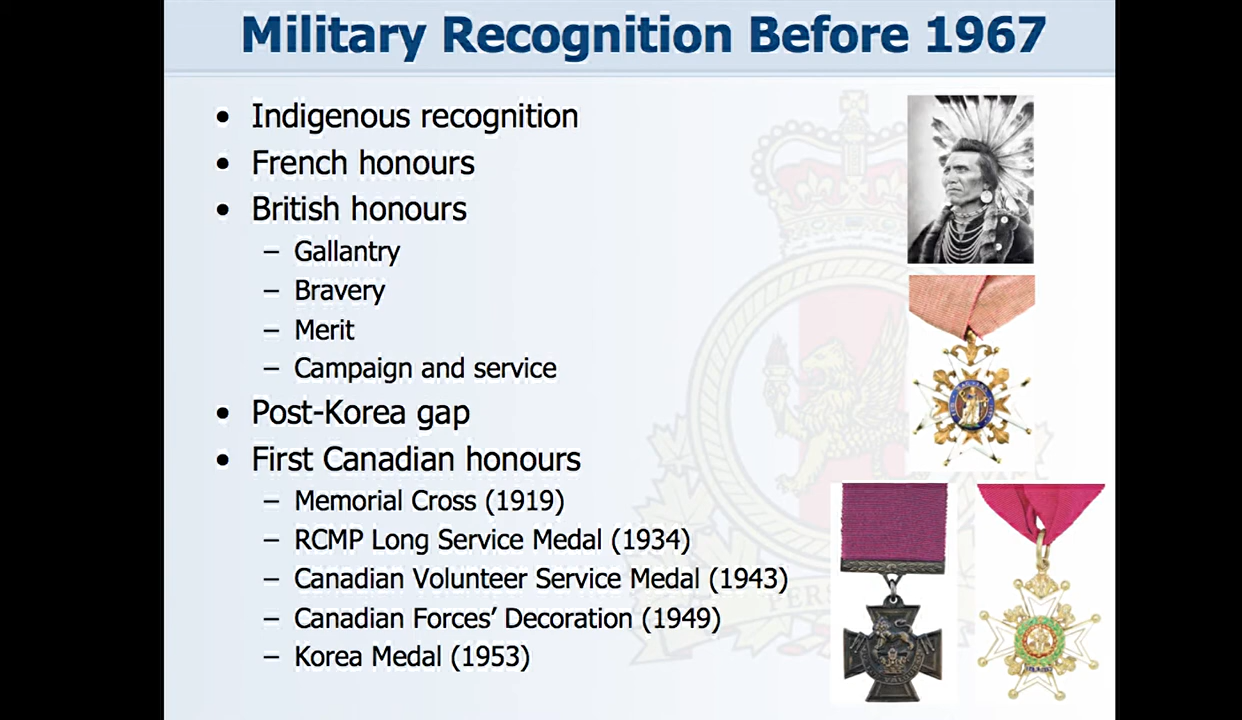 Military Recognition Before 1967
• Indigenous recognition
• French honours
• British honours
– Gallantry
– Bravery
– Merit
– Campaign and service
• Post-Korea gap
• First Canadian honours
– Memorial Cross (1919)
– RCMP Long Service Medal (1934)
– Canadian Volunteer Service Medal (1943)
– Canadian Forces’ Decoration (1949)
– Korea Medal (1953)